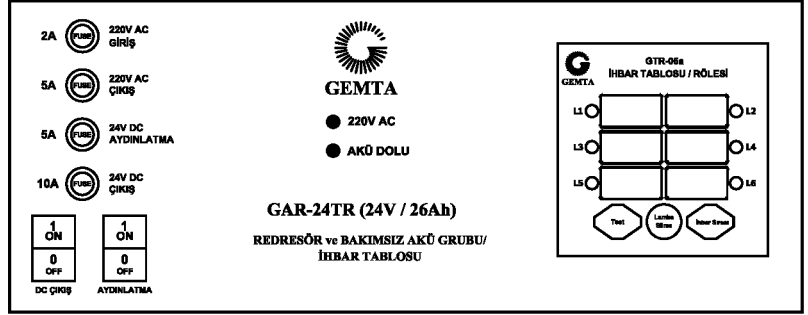 2A FUSE 220V AC
GİRİŞ
5A FUSE 220V AC
ÇIKIŞ
5A FUSE 24V DC
AYDINLATMA
10A FUSE 24V DC
ÇIKIŞ
1
ON
0
OFF
DC ÇIKIŞ
1
ON
0
OFF
AYDINLATMA
GEMTA
220V AC
AKÜ DOLU
GAR-24TR (24V / 26Ah)
REDRESÖR ve BAKIMSIZ AKÜ GRUBU/
İHBAR TABLOSU
GEMTA
GTR-06a
İHBAR TABLOSU / RÖLESİ
L1 L2
L3 L4
L5 L6
Test
Lamba